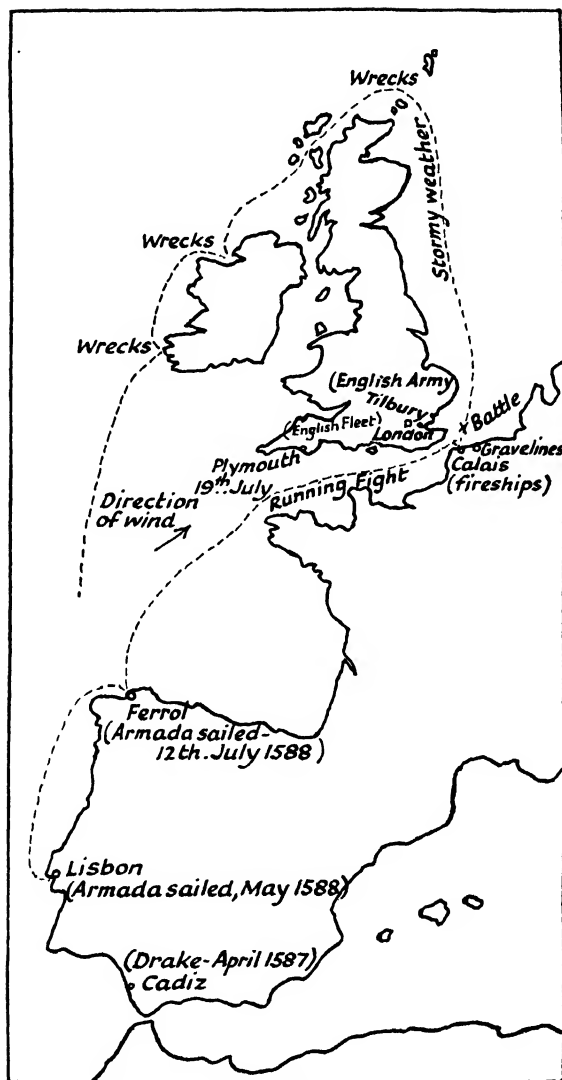 Wrecks
Stormy weather
Wrecks
Wrecks
(English Army
Tilbury)
(English Fleet)
London
Battle
Gravelines
Calais
(fireships)
Plymouth
19th. July
Running Fight
Direction
of wind
Ferrol
(Armada sailed-
12th. July 1588)
Lisbon
(Armada sailed, May 1588)
(Drake-April 1587)
Cadiz